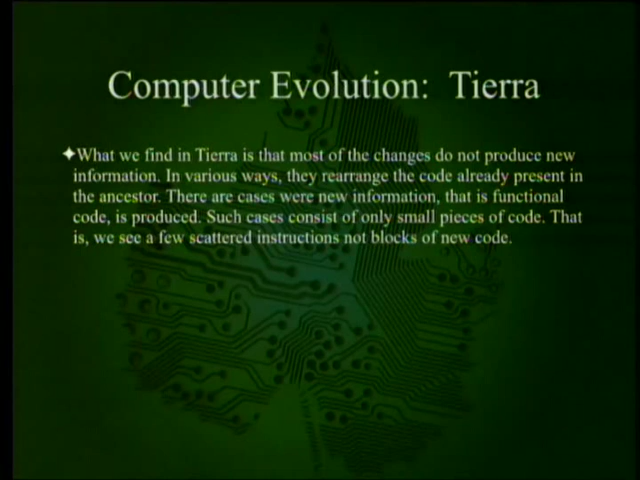 Computer Evolution: Tierra
✦What we find in Tierra is that most of the changes do not produce new
information. In various ways, they rearrange the code already present in
the ancestor. There are cases were new information, that is functional
code, is produced. Such cases consist of only small pieces of code. That
is, we see a few scattered instructions not blocks of new code.